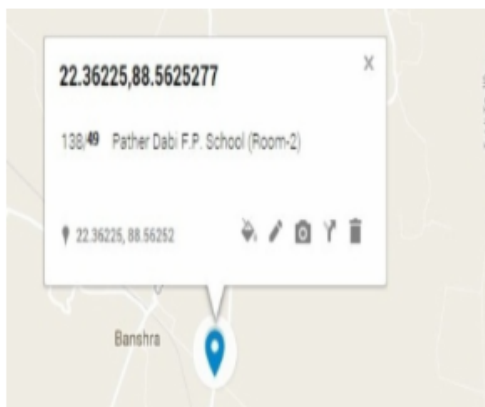 22.36225,88.5625277
x
138/49 Pather Dabi F.P. School (Room-2)
22.36225, 88.56252
Banshra